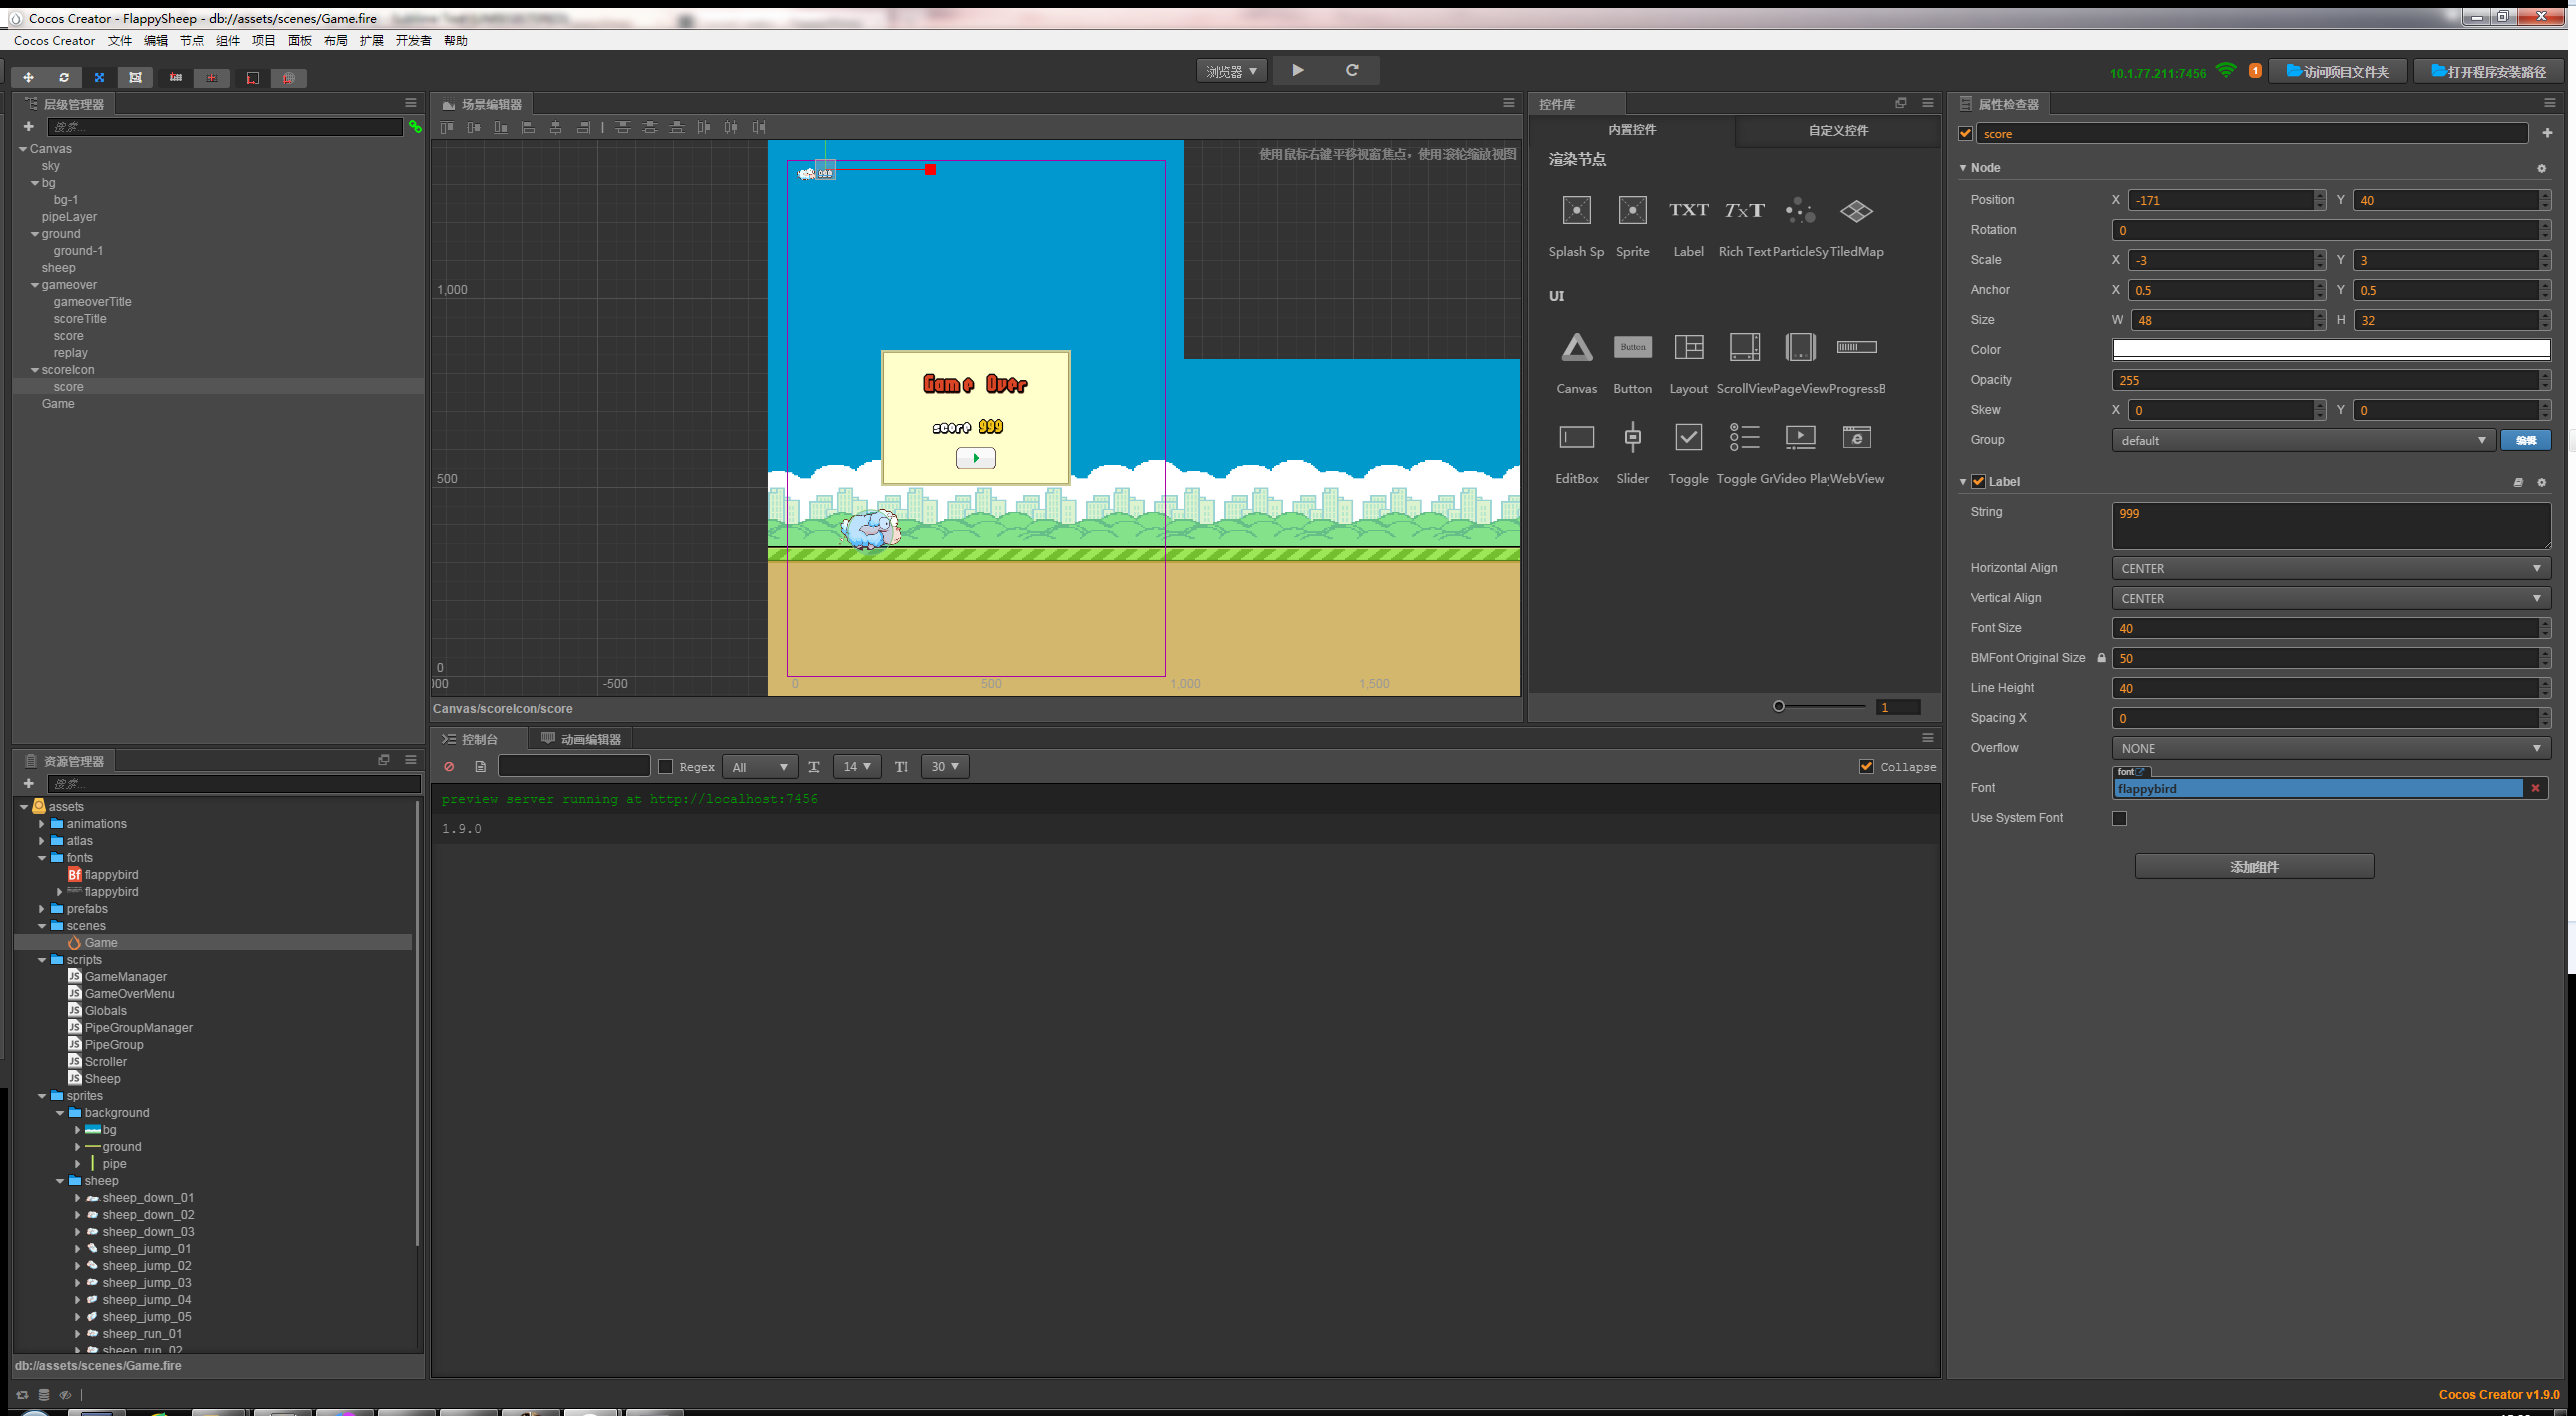 Cocos Creator - FlappySheep - db://assets/scenes/Game.fire
Cocos Creator 文件 编辑 节点 组件 项目 面板 布局 扩展 开发者 帮助
浏览器
10.1.77.211:7456
1
访问项目文件夹
打开程序安装路径
层级管理器
搜索...
Canvas
sky
bg
bg-1
pipeLayer
ground
ground-1
sheep
gameover
gameoverTitle
scoreTitle
score
replay
scoreIcon
score
Game
场景编辑器
使用鼠标右键平移视窗焦点，使用滚轮缩放视图
999
1,000
Game Over
score 999
500
0
-500
0
500
1,000
1,500
Canvas/scoreIcon/score
控件库
内置控件
自定义控件
渲染节点
Splash Sp
Sprite
Label
Rich Text
ParticleSy
TiledMap
TXT
TXT
UI
Button
Canvas
Button
Layout
ScrollView
PageView
ProgressB
EditBox
Slider
Toggle
Toggle Gr
Video Pla
WebView
1
属性检查器
score
Node
Position X -171 Y 40
Rotation 0
Scale X -3 Y 3
Anchor X 0.5 Y 0.5
Size W 48 H 32
Color
Opacity 255
Skew X 0 Y 0
Group default 编辑
Label
String 999
Horizontal Align CENTER
Vertical Align CENTER
Font Size 40
BMFont Original Size 50
Line Height 40
Spacing X 0
Overflow NONE
font
Font flappybird
Use System Font
添加组件
资源管理器
搜索...
assets
animations
atlas
fonts
Bf flappybird
flappybird
prefabs
scenes
Game
scripts
JS GameManager
JS GameOverMenu
JS Globals
JS PipeGroupManager
JS PipeGroup
JS Scroller
JS Sheep
sprites
background
bg
ground
pipe
sheep
sheep_down_01
sheep_down_02
sheep_down_03
sheep_jump_01
sheep_jump_02
sheep_jump_03
sheep_jump_04
sheep_jump_05
sheep_run_01
sheep_run_02
db://assets/scenes/Game.fire
控制台
动画编辑器
Regex All 14 30 Collapse
preview server running at http://localhost:7456
1.9.0
Cocos Creator v1.9.0